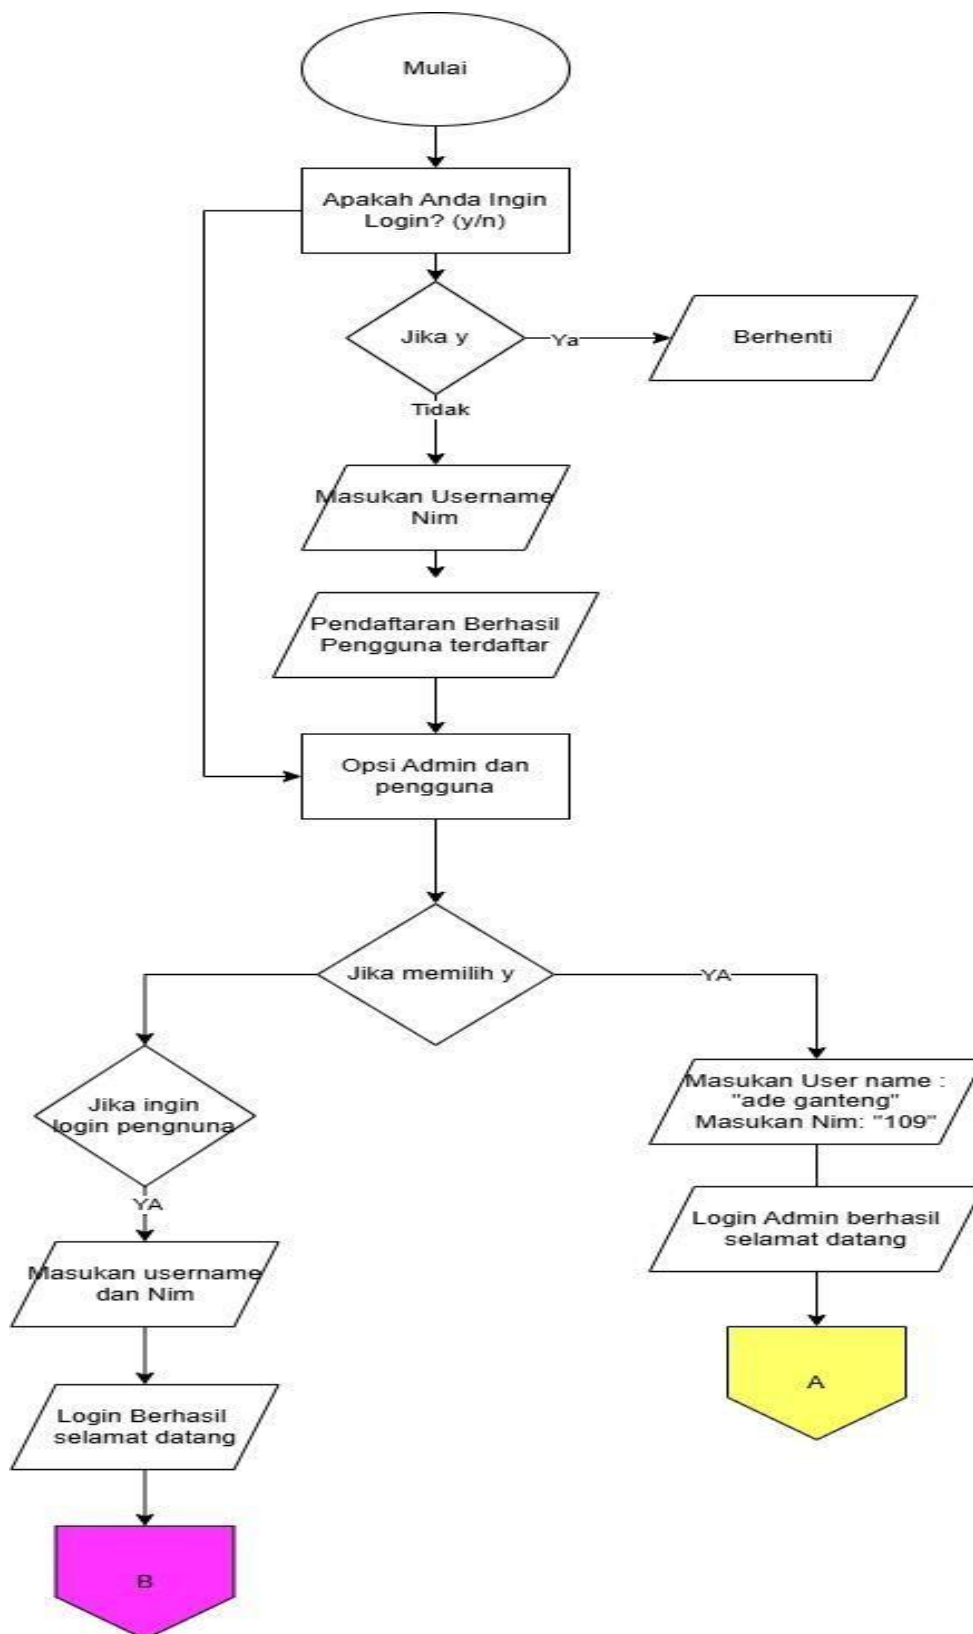 Mulai
Apakah Anda Ingin
Login? (y/n)
Jika y
Ya
Berhenti
Tidak
Masukan Username
Nim
Pendaftaran Berhasil
Pengguna terdaftar
Opsi Admin dan
pengguna
Jika memilih y
YA
Jika ingin
login pengnuna
YA
Masukan username
dan Nim
Login Berhasil
selamat datang
B
Masukan User name :
"ade ganteng"
Masukan Nim: "109"
Login Admin berhasil
selamat datang
A